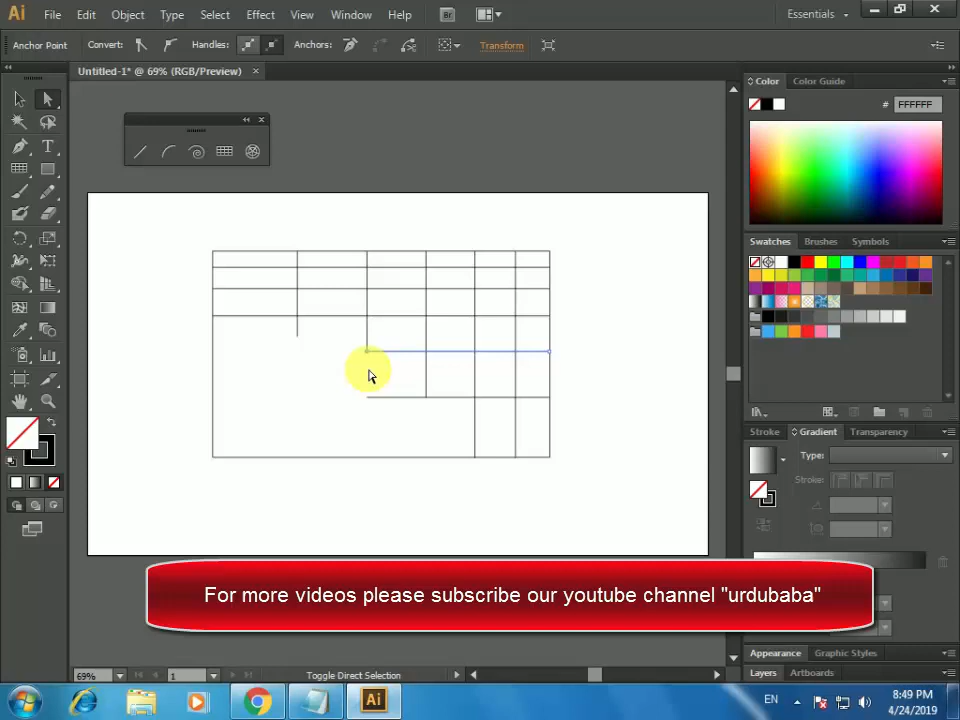 Ai File Edit Object Type Select Effect View Window Help Br Essentials
Anchor Point Convert: Handles: Anchors: Transform
Untitled-1* @ 69% (RGB/Preview) ×
Color Color Guide
# FFFFFF
Swatches Brushes Symbols
Stroke Gradient Transparency
Type:
Stroke:
For more videos please subscribe our youtube channel "urdubaba"
Appearance Graphic Styles
Layers Artboards
69% 1 Toggle Direct Selection
Ai EN 8:49 PM
4/24/2019